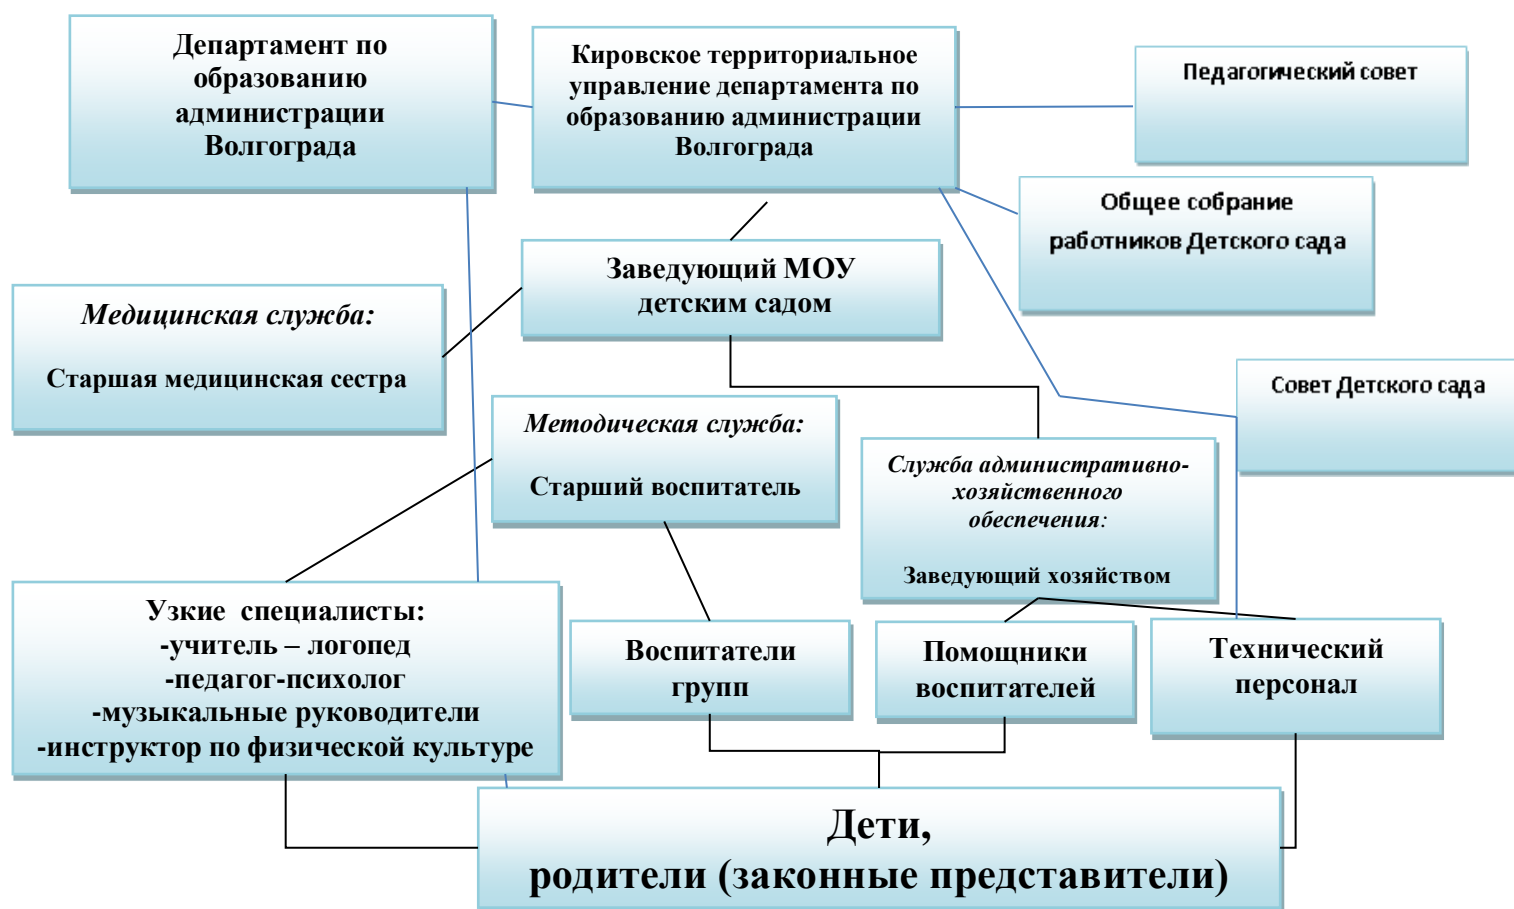 Департамент по
образованию
администрации
Волгограда
Кировское территориальное
управление департамента по
образованию администрации
Волгограда
Педагогический совет
Общее собрание
работников Детского сада
Заведующий МОУ
детским садом
Медицинская служба:
Старшая медицинская сестра
Совет Детского сада
Методическая служба:
Старший воспитатель
Служба административно-
хозяйственного
обеспечения:
Заведующий хозяйством
Узкие специалисты:
-учитель – логопед
-педагог-психолог
-музыкальные руководители
-инструктор по физической культуре
Воспитатели
групп
Помощники
воспитателей
Технический
персонал
Дети,
родители (законные представители)